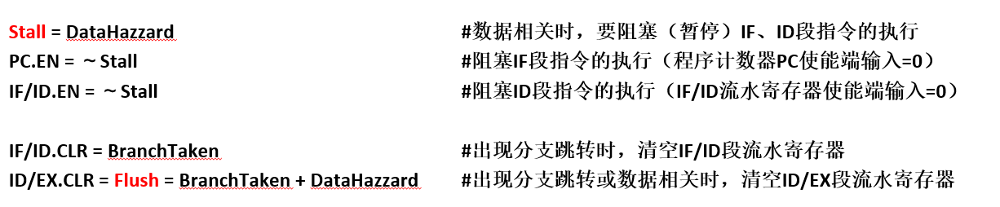 Stall = DataHazzard #数据相关时，要阻塞（暂停）IF、ID段指令的执行
PC.EN = ～Stall #阻塞IF段指令的执行（程序计数器PC使能端输入=0）
IF/ID.EN = ～Stall #阻塞ID段指令的执行（IF/ID流水寄存器使能端输入=0）
IF/ID.CLR = BranchTaken #出现分支跳转时，清空IF/ID段流水寄存器
ID/EX.CLR = Flush = BranchTaken + DataHazzard #出现分支跳转或数据相关时，清空ID/EX段流水寄存器